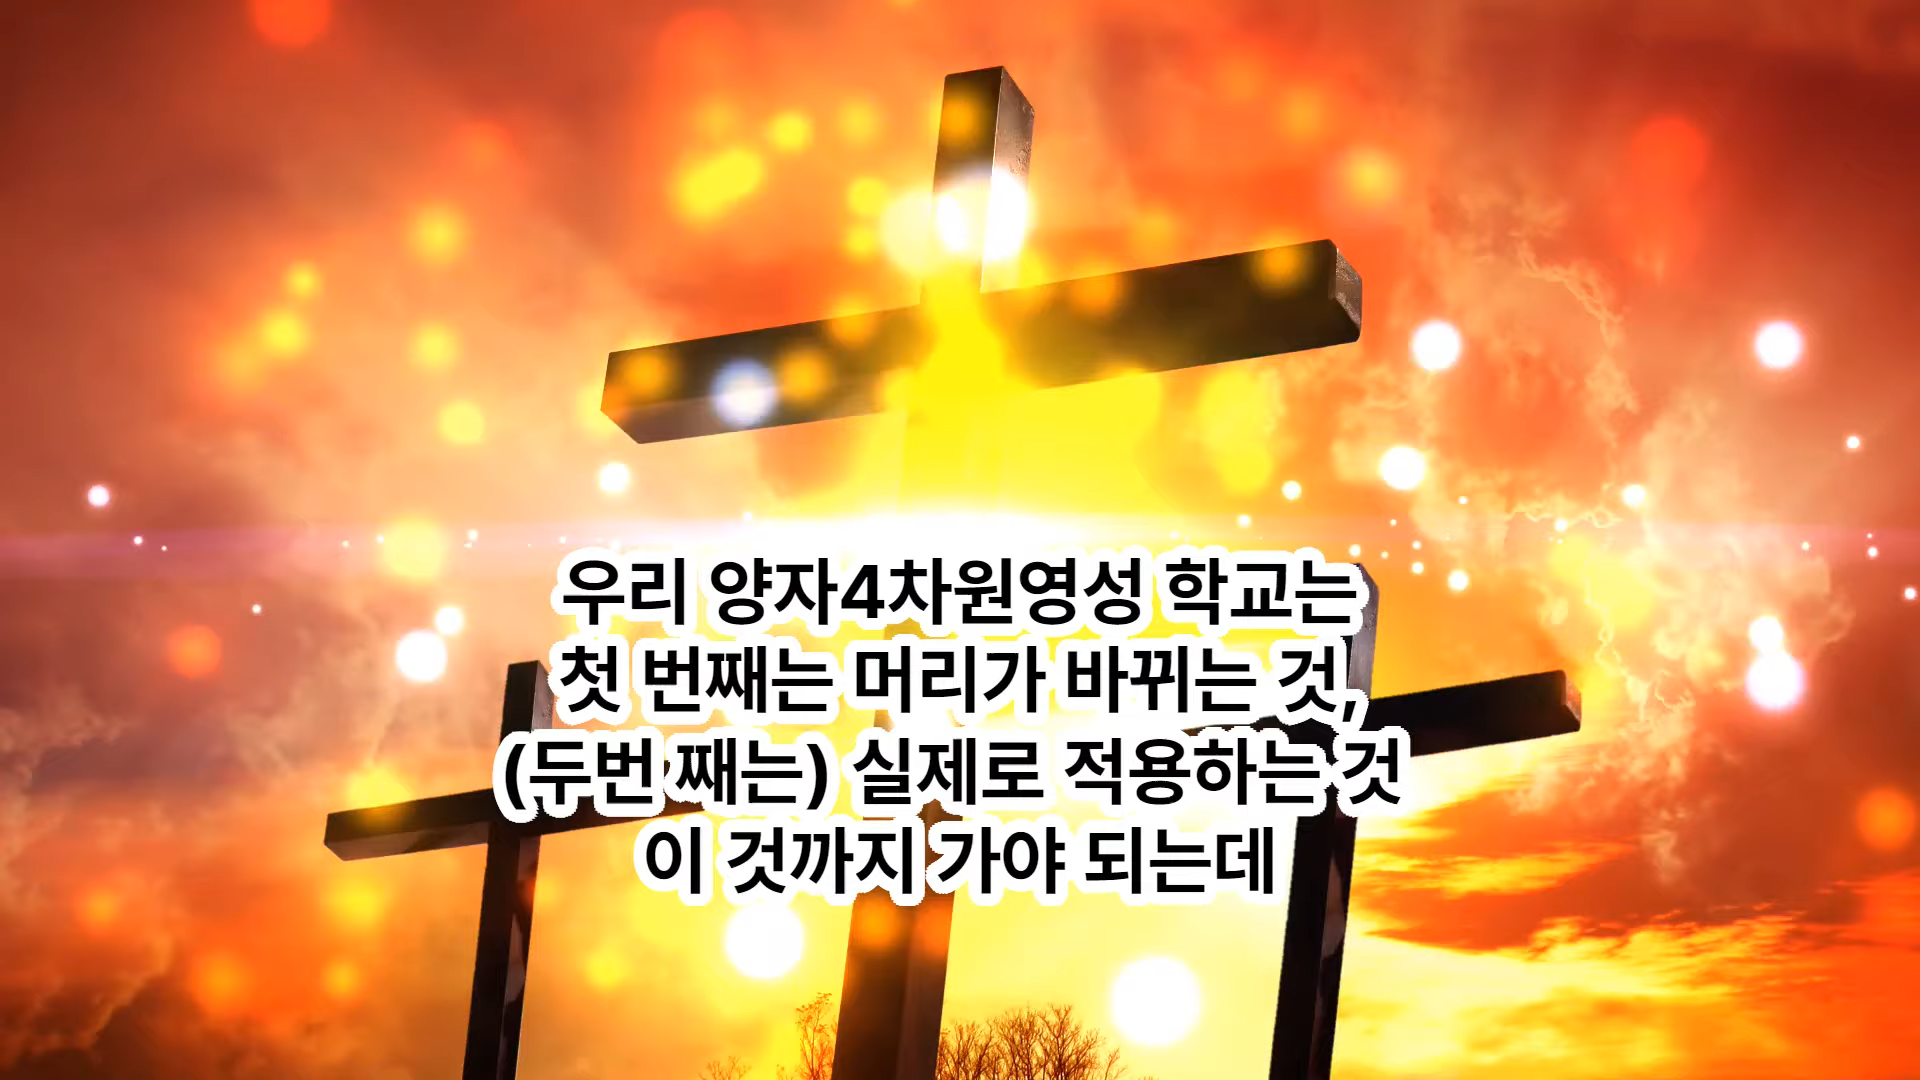 우리 양자4차원영성 학교는
첫 번째는 머리가 바뀌는 것,
(두번 째는) 실제로 적용하는 것
이 것까지 가야 되는데